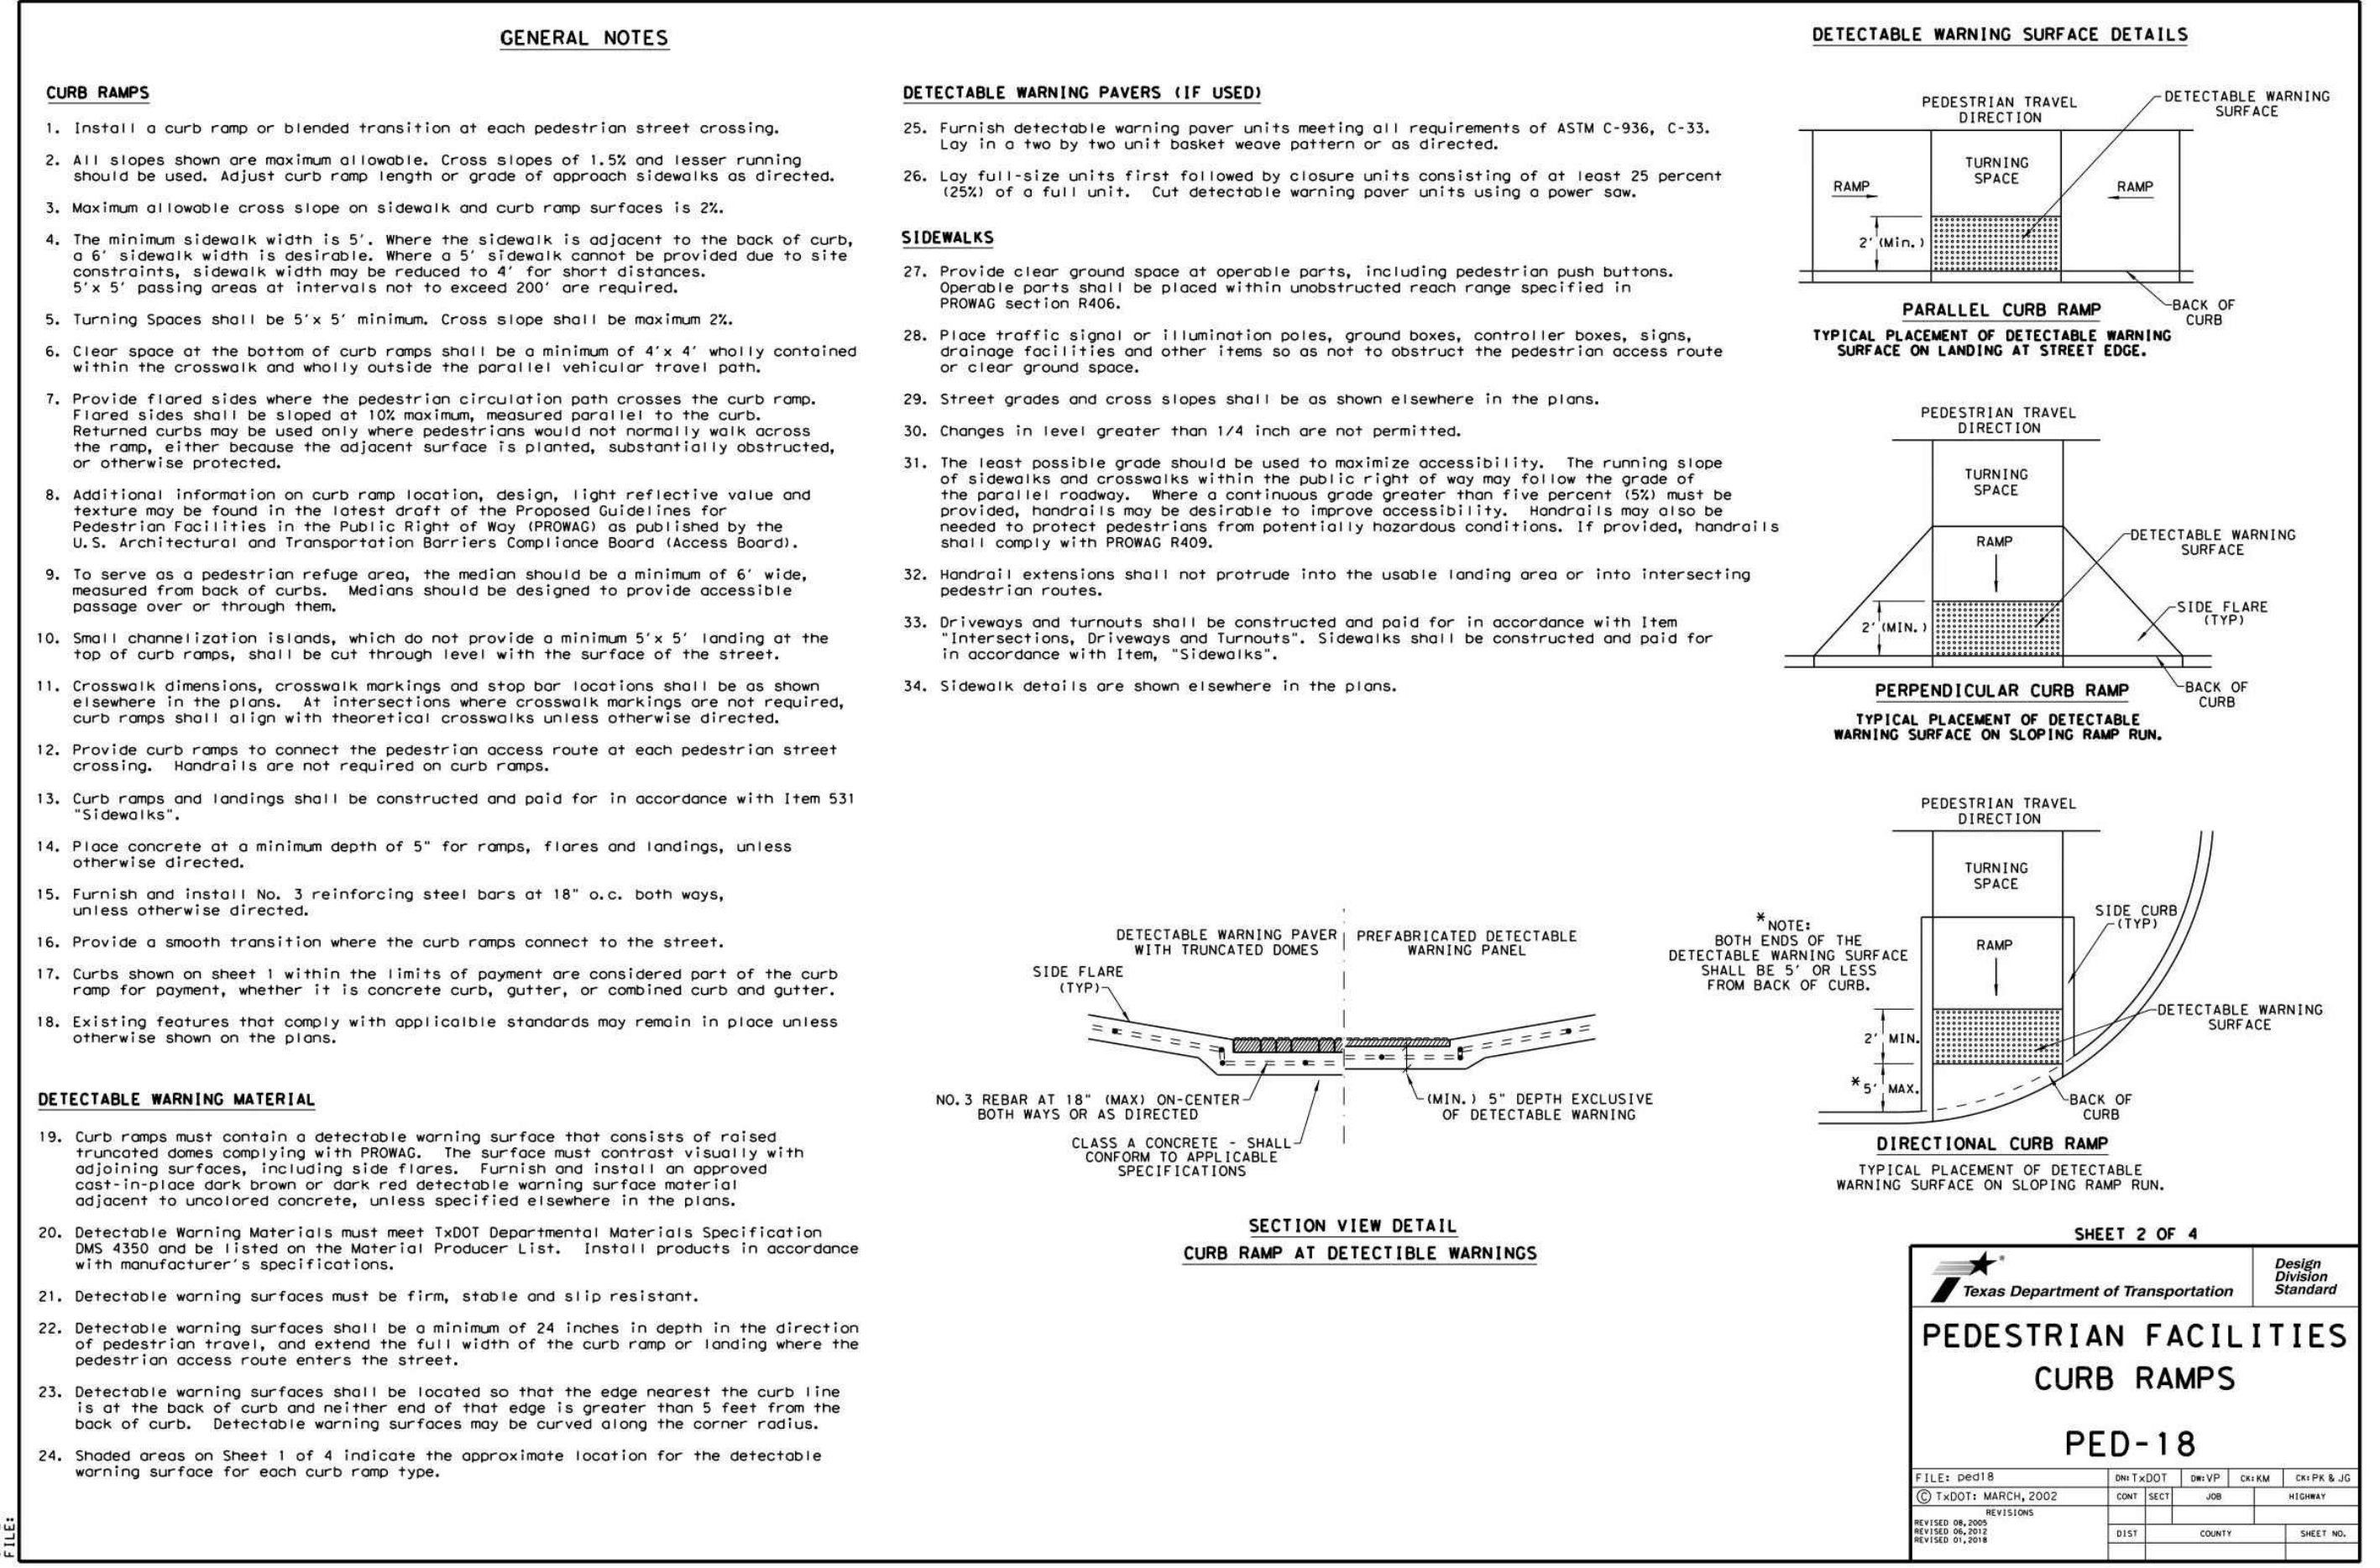 GENERAL NOTES
CURB RAMPS
1. Install a curb ramp or blended transition at each pedestrian street crossing.
2. All slopes shown are maximum allowable. Cross slopes of 1.5% and lesser running
should be used. Adjust curb ramp length or grade of approach sidewalks as directed.
3. Maximum allowable cross slope on sidewalk and curb ramp surfaces is 2%.
4. The minimum sidewalk width is 5'. Where the sidewalk is adjacent to the back of curb,
a 6' sidewalk width is desirable. Where a 5' sidewalk cannot be provided due to site
constraints, sidewalk width may be reduced to 4' for short distances.
5'x 5' passing areas at intervals not to exceed 200' are required.
5. Turning Spaces shall be 5'x 5' minimum. Cross slope shall be maximum 2%.
6. Clear space at the bottom of curb ramps shall be a minimum of 4'x 4' wholly contained
within the crosswalk and wholly outside the parallel vehicular travel path.
7. Provide flared sides where the pedestrian circulation path crosses the curb ramp.
Flared sides shall be sloped at 10% maximum, measured parallel to the curb.
Returned curbs may be used only where pedestrians would not normally walk across
the ramp, either because the adjacent surface is planted, substantially obstructed,
or otherwise protected.
8. Additional information on curb ramp location, design, light reflective value and
texture may be found in the latest draft of the Proposed Guidelines for
Pedestrian Facilities in the Public Right of Way (PROWAG) as published by the
U.S. Architectural and Transportation Barriers Compliance Board (Access Board).
9. To serve as a pedestrian refuge area, the median should be a minimum of 6' wide,
measured from back of curbs. Medians should be designed to provide accessible
passage over or through them.
10. Small channelization islands, which do not provide a minimum 5'x 5' landing at the
top of curb ramps, shall be cut through level with the surface of the street.
11. Crosswalk dimensions, crosswalk markings and stop bar locations shall be as shown
elsewhere in the plans. At intersections where crosswalk markings are not required,
curb ramps shall align with theoretical crosswalks unless otherwise directed.
12. Provide curb ramps to connect the pedestrian access route at each pedestrian street
crossing. Handrails are not required on curb ramps.
13. Curb ramps and landings shall be constructed and paid for in accordance with Item 531
"Sidewalks".
14. Place concrete at a minimum depth of 5" for ramps, flares and landings, unless
otherwise directed.
15. Furnish and install No. 3 reinforcing steel bars at 18" o.c. both ways,
unless otherwise directed.
16. Provide a smooth transition where the curb ramps connect to the street.
17. Curbs shown on sheet 1 within the limits of payment are considered part of the curb
ramp for payment, whether it is concrete curb, gutter, or combined curb and gutter.
18. Existing features that comply with applicalble standards may remain in place unless
otherwise shown on the plans.
DETECTABLE WARNING MATERIAL
19. Curb ramps must contain a detectable warning surface that consists of raised
truncated domes complying with PROWAG. The surface must contrast visually with
adjoining surfaces, including side flares. Furnish and install an approved
cast-in-place dark brown or dark red detectable warning surface material
adjacent to uncolored concrete, unless specified elsewhere in the plans.
20. Detectable Warning Materials must meet TxDOT Departmental Materials Specification
DMS 4350 and be listed on the Material Producer List. Install products in accordance
with manufacturer's specifications.
21. Detectable warning surfaces must be firm, stable and slip resistant.
22. Detectable warning surfaces shall be a minimum of 24 inches in depth in the direction
of pedestrian travel, and extend the full width of the curb ramp or landing where the
pedestrian access route enters the street.
23. Detectable warning surfaces shall be located so that the edge nearest the curb line
is at the back of curb and neither end of that edge is greater than 5 feet from the
back of curb. Detectable warning surfaces may be curved along the corner radius.
24. Shaded areas on Sheet 1 of 4 indicate the approximate location for the detectable
warning surface for each curb ramp type.
DETECTABLE WARNING PAVERS (IF USED)
25. Furnish detectable warning paver units meeting all requirements of ASTM C-936, C-33.
Lay in a two by two unit basket weave pattern or as directed.
26. Lay full-size units first followed by closure units consisting of at least 25 percent
(25%) of a full unit. Cut detectable warning paver units using a power saw.
SIDEWALKS
27. Provide clear ground space at operable parts, including pedestrian push buttons.
Operable parts shall be placed within unobstructed reach range specified in
PROWAG section R406.
28. Place traffic signal or illumination poles, ground boxes, controller boxes, signs,
drainage facilities and other items so as not to obstruct the pedestrian access route
or clear ground space.
29. Street grades and cross slopes shall be as shown elsewhere in the plans.
30. Changes in level greater than 1/4 inch are not permitted.
31. The least possible grade should be used to maximize accessibility. The running slope
of sidewalks and crosswalks within the public right of way may follow the grade of
the parallel roadway. Where a continuous grade greater than five percent (5%) must be
provided, handrails may be desirable to improve accessibility. Handrails may also be
needed to protect pedestrians from potentially hazardous conditions. If provided, handrails
shall comply with PROWAG R409.
32. Handrail extensions shall not protrude into the usable landing area or into intersecting
pedestrian routes.
33. Driveways and turnouts shall be constructed and paid for in accordance with Item
"Intersections, Driveways and Turnouts". Sidewalks shall be constructed and paid for
in accordance with Item, "Sidewalks".
34. Sidewalk details are shown elsewhere in the plans.
DETECTABLE WARNING PAVER
WITH TRUNCATED DOMES
PREFABRICATED DETECTABLE
WARNING PANEL
SIDE FLARE
(TYP)
NO.3 REBAR AT 18" (MAX) ON-CENTER
BOTH WAYS OR AS DIRECTED
(MIN.) 5" DEPTH EXCLUSIVE
OF DETECTABLE WARNING
CLASS A CONCRETE - SHALL
CONFORM TO APPLICABLE
SPECIFICATIONS
SECTION VIEW DETAIL
CURB RAMP AT DETECTIBLE WARNINGS
DETECTABLE WARNING SURFACE DETAILS
PEDESTRIAN TRAVEL
DIRECTION
DETECTABLE WARNING
SURFACE
TURNING
SPACE
RAMP
RAMP
2' (Min.)
BACK OF
CURB
PARALLEL CURB RAMP
TYPICAL PLACEMENT OF DETECTABLE WARNING
SURFACE ON LANDING AT STREET EDGE.
PEDESTRIAN TRAVEL
DIRECTION
TURNING
SPACE
RAMP
DETECTABLE WARNING
SURFACE
SIDE FLARE
(TYP)
2' (MIN.)
BACK OF
CURB
PERPENDICULAR CURB RAMP
TYPICAL PLACEMENT OF DETECTABLE
WARNING SURFACE ON SLOPING RAMP RUN.
PEDESTRIAN TRAVEL
DIRECTION
TURNING
SPACE
SIDE CURB
(TYP)
* NOTE:
BOTH ENDS OF THE
DETECTABLE WARNING SURFACE
SHALL BE 5' OR LESS
FROM BACK OF CURB.
RAMP
DETECTABLE WARNING
SURFACE
2' MIN.
* 5' MAX.
BACK OF
CURB
DIRECTIONAL CURB RAMP
TYPICAL PLACEMENT OF DETECTABLE
WARNING SURFACE ON SLOPING RAMP RUN.
SHEET 2 OF 4
Texas Department of Transportation
Design
Division
Standard
PEDESTRIAN FACILITIES
CURB RAMPS
PED-18
FILE: ped18
DN: TxDOT
DW: VP
CK: KM
CK: PK & JG
© TxDOT: MARCH, 2002
CONT
SECT
JOB
HIGHWAY
REVISIONS
REVISED 08,2005
REVISED 06,2012
REVISED 01,2018
DIST
COUNTY
SHEET NO.
FILE: